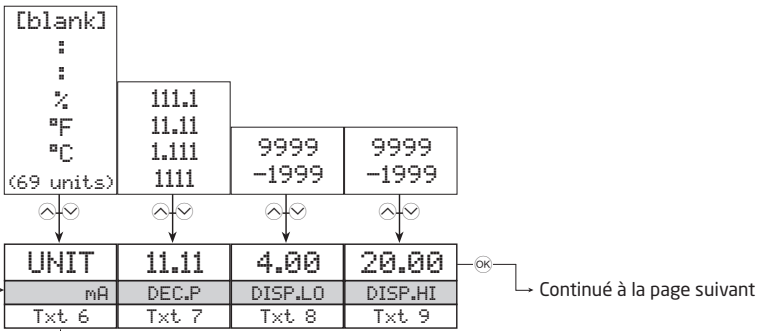 [blank]
:
:
%
°F
°C
(69 units)
111.1
11.11
1.111
1111
9999
-1999
9999
-1999
UNIT 11.11 4.00 20.00 OK
mA DEC.P DISP.LO DISP.HI
Txt 6 Txt 7 Txt 8 Txt 9
Continué à la page suivant